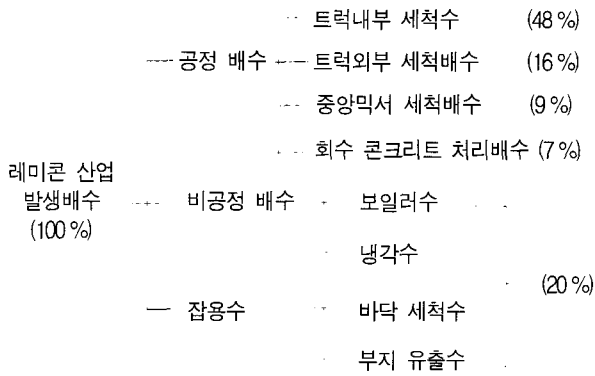 트럭내부 세척수 (48 %)
공정 배수 트럭외부 세척배수 (16 %)
중앙믹서 세척배수 (9 %)
회수 콘크리트 처리배수 (7 %)
레미콘 산업
발생배수 비공정 배수 보일러수
(100 %)
냉각수
(20 %)
잡용수 바닥 세척수
부지 유출수